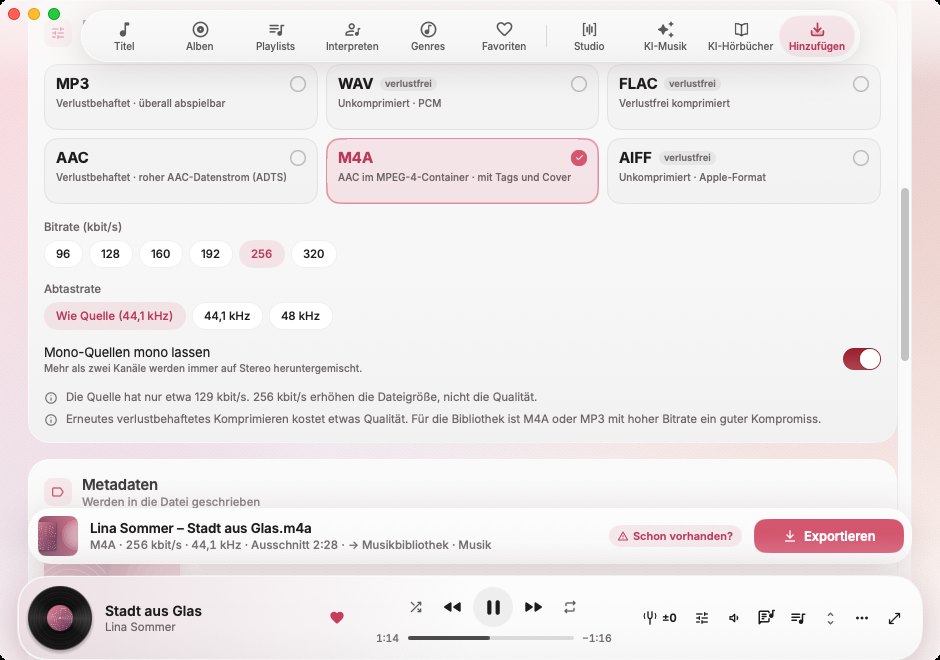 Titel
Alben
Playlists
Interpreten
Genres
Favoriten
Studio
KI-Musik
KI-Hörbücher
Hinzufügen
MP3
Verlustbehaftet · überall abspielbar
WAV verlustfrei
Unkomprimiert · PCM
FLAC verlustfrei
Verlustfrei komprimiert
AAC
Verlustbehaftet · roher AAC-Datenstrom (ADTS)
M4A
AAC im MPEG-4-Container · mit Tags und Cover
AIFF verlustfrei
Unkomprimiert · Apple-Format
Bitrate (kbit/s)
96 128 160 192 256 320
Abtastrate
Wie Quelle (44,1 kHz) 44,1 kHz 48 kHz
Mono-Quellen mono lassen
Mehr als zwei Kanäle werden immer auf Stereo heruntergemischt.
Die Quelle hat nur etwa 129 kbit/s. 256 kbit/s erhöhen die Dateigröße, nicht die Qualität.
Erneutes verlustbehaftetes Komprimieren kostet etwas Qualität. Für die Bibliothek ist M4A oder MP3 mit hoher Bitrate ein guter Kompromiss.
Metadaten
Werden in die Datei geschrieben
Lina Sommer – Stadt aus Glas.m4a
M4A · 256 kbit/s · 44,1 kHz · Ausschnitt 2:28 · → Musikbibliothek · Musik
Schon vorhanden?
Exportieren
Stadt aus Glas
Lina Sommer
1:14
−1:16
±0